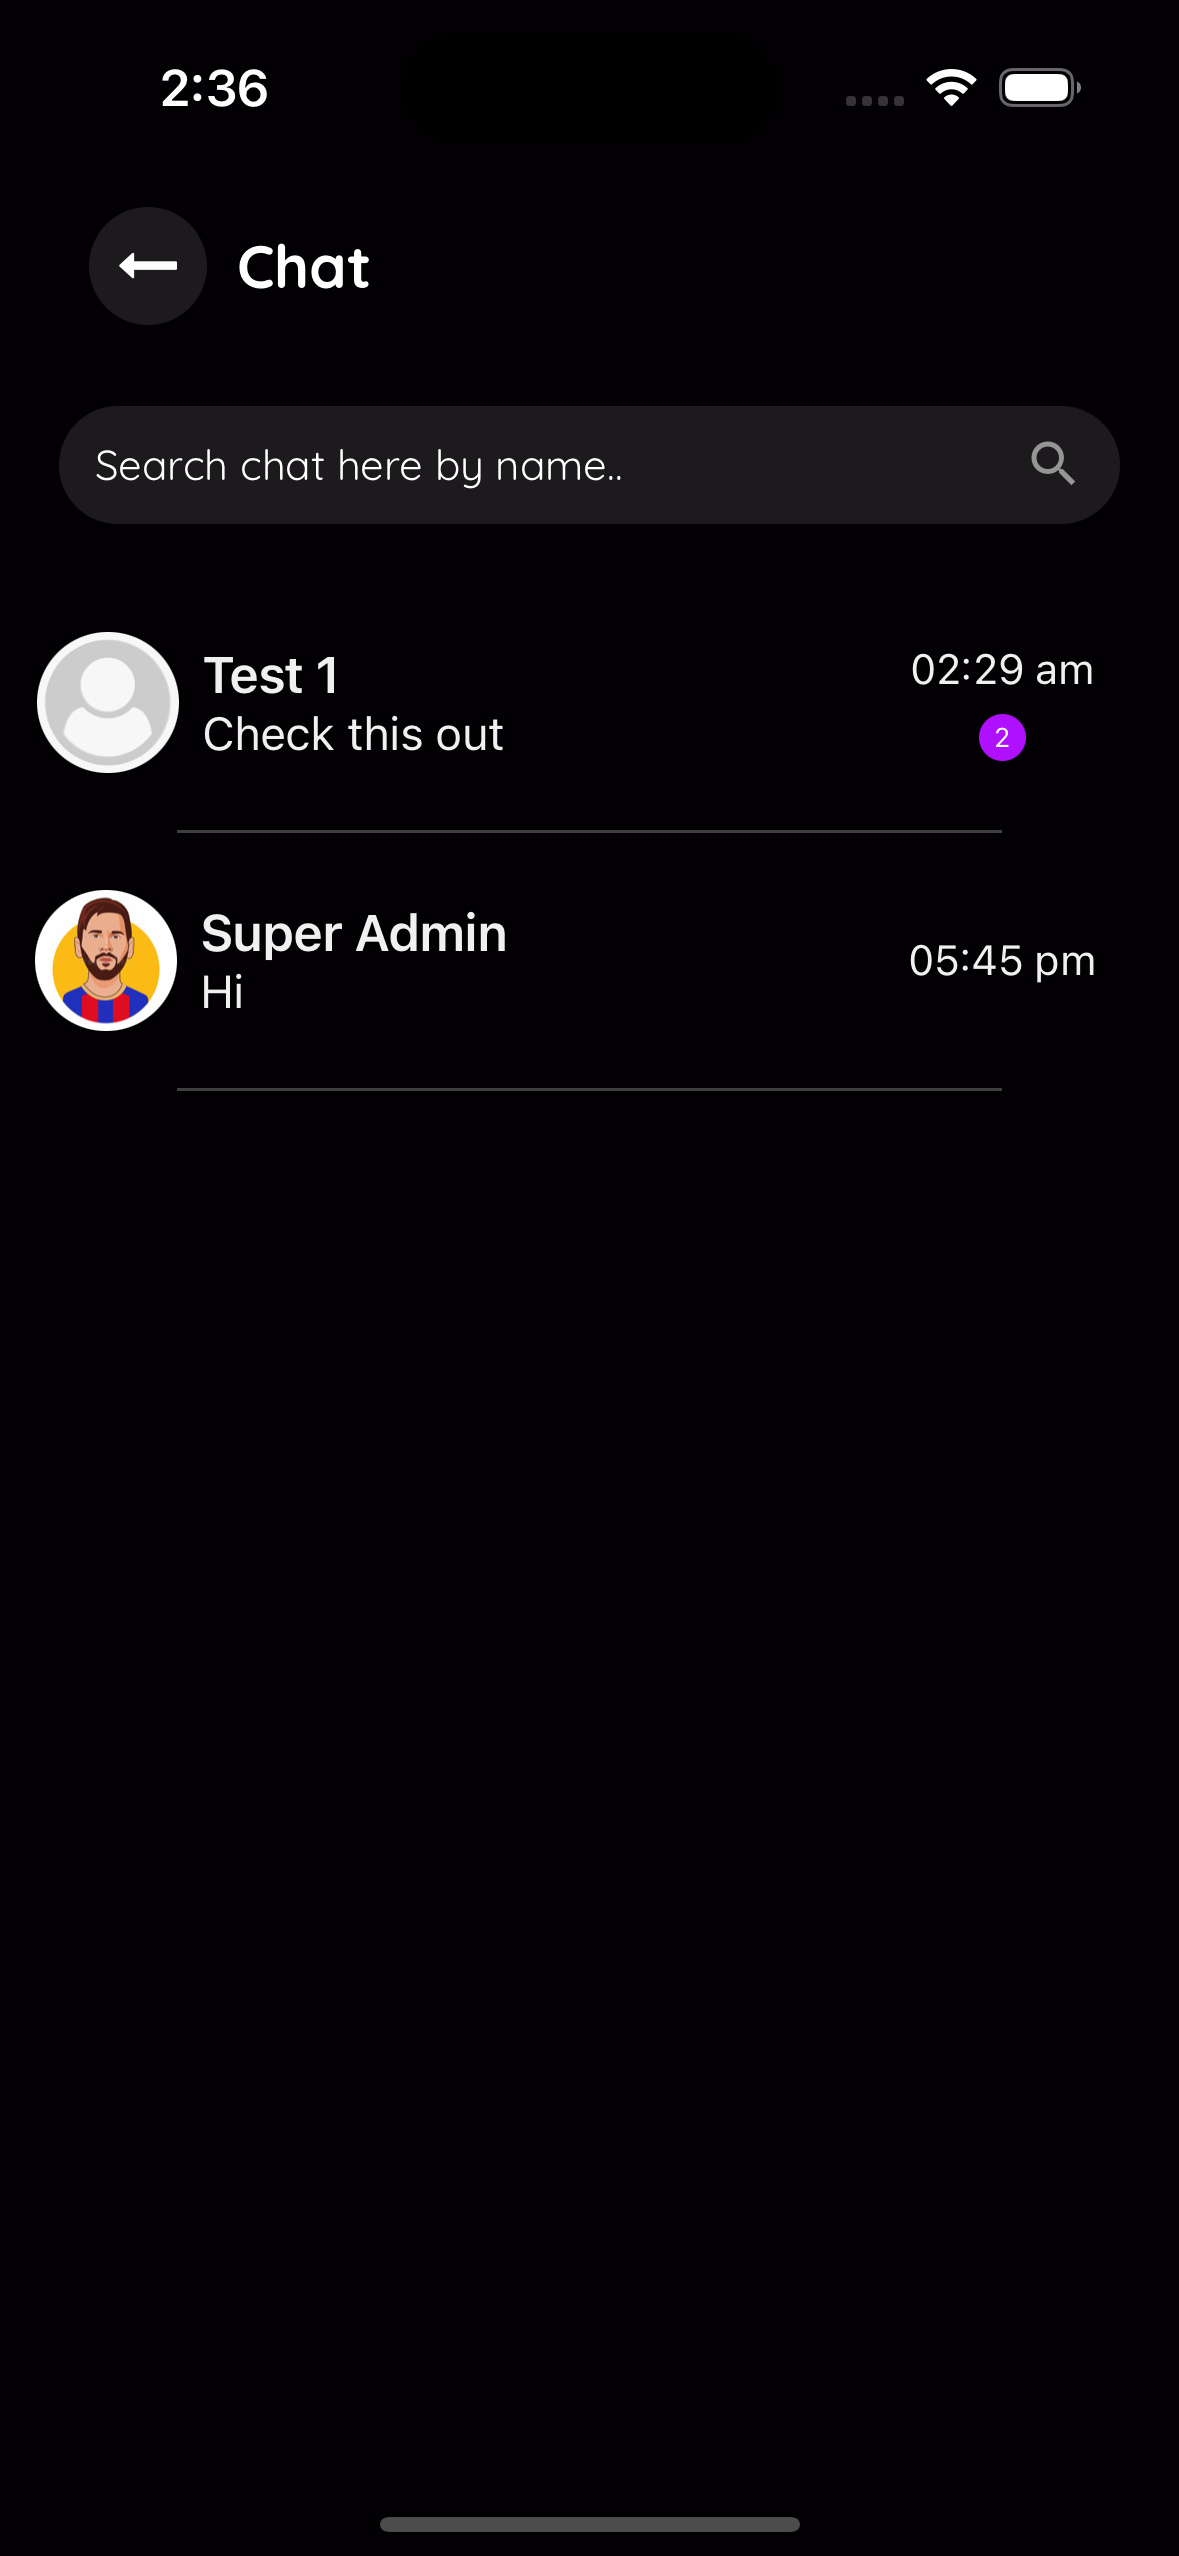 2:36
Chat
Search chat here by name..
Test 1
02:29 am
Check this out
2
Super Admin
05:45 pm
Hi